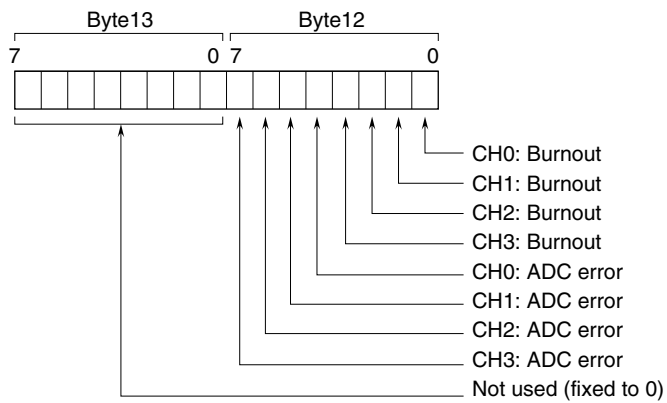 Byte13 Byte12
7 0 7 0
CH0: Burnout
CH1: Burnout
CH2: Burnout
CH3: Burnout
CH0: ADC error
CH1: ADC error
CH2: ADC error
CH3: ADC error
Not used (fixed to 0)